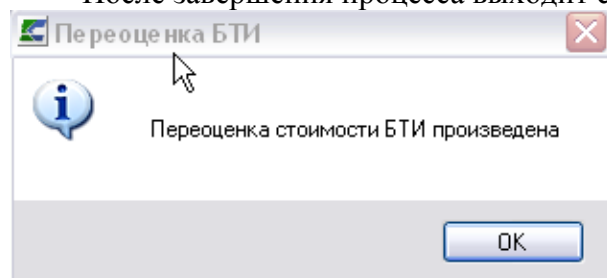 После завершения процесса выходит
Переоценка БТИ
Переоценка стоимости БТИ произведена
OK